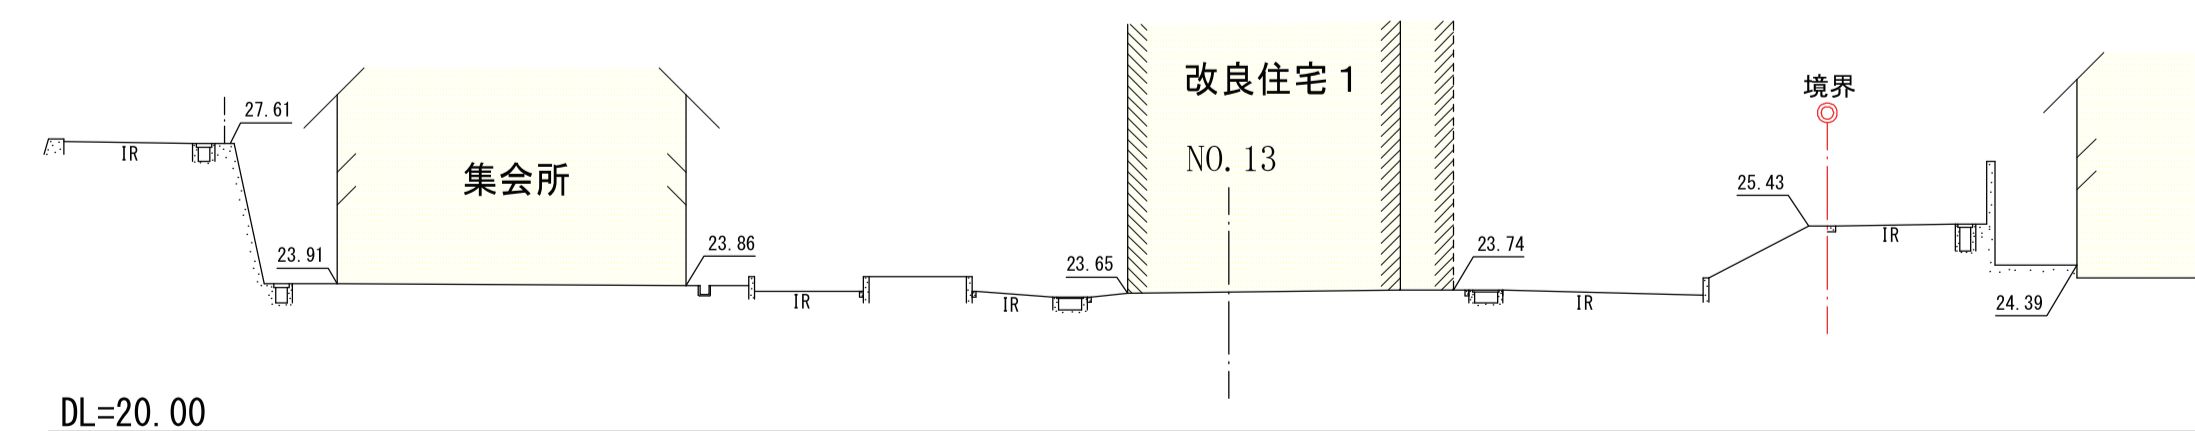 27.61
IR
集会所
23.91
23.86
IR
IR
23.65
改良住宅1
NO.13
23.74
IR
25.43
境界
IR
24.39
DL=20.00